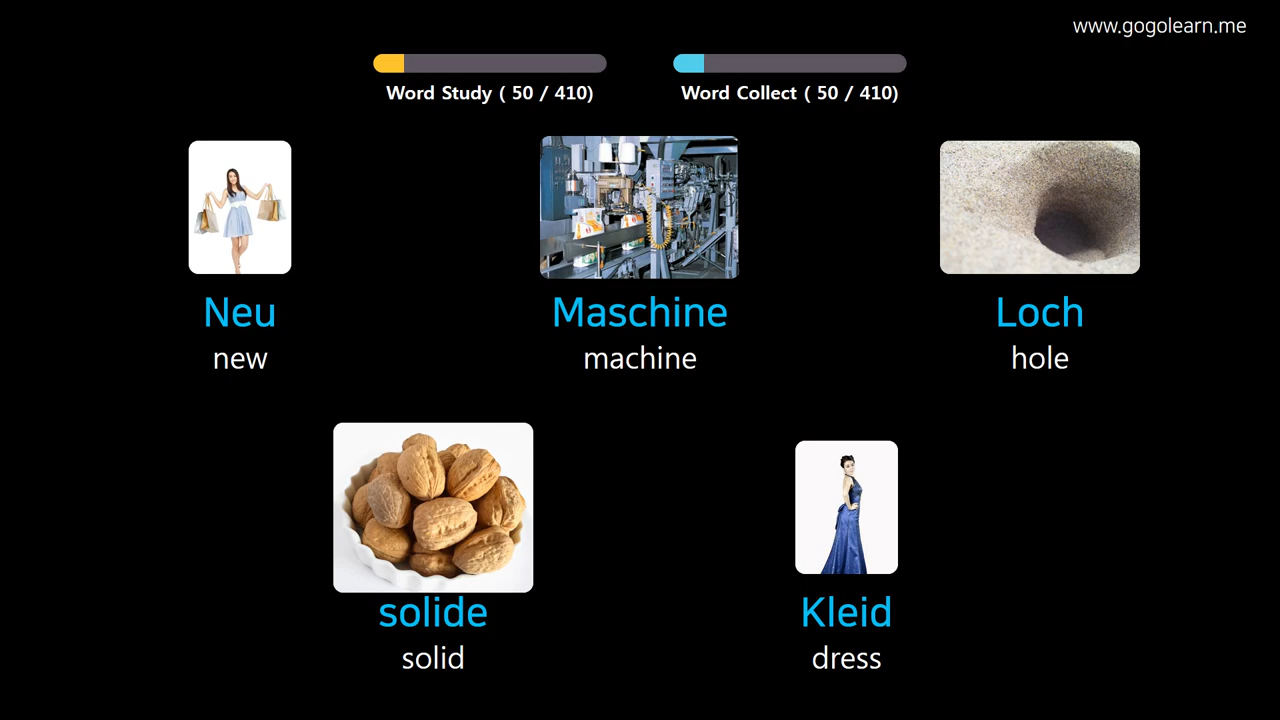 www.gogolearn.me
Word Study ( 50 / 410)
Word Collect ( 50 / 410)
Neu
new
Maschine
machine
Loch
hole
solide
solid
Kleid
dress